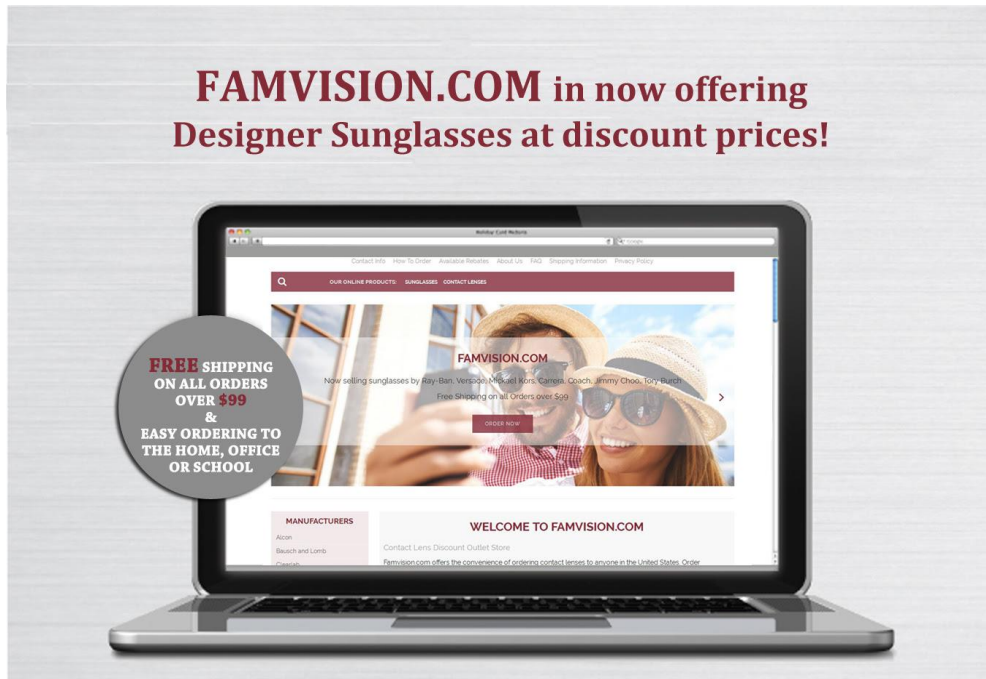 FAMVISION.COM in now offering
Designer Sunglasses at discount prices!
Contact Info How To Order Available Rebates About Us FAQ Shipping Information Privacy Policy
OUR ONLINE PRODUCTS: SUNGLASSES CONTACT LENSES
FAMVISION.COM
Now selling sunglasses by Ray-Ban, Versace, Mickael Kors, Carrera, Coach, Jimmy Choo, Tory Burch
Free Shipping on all Orders over $99
ORDER NOW
FREE SHIPPING
ON ALL ORDERS
OVER $99
&
EASY ORDERING TO
THE HOME, OFFICE
OR SCHOOL
MANUFACTURERS
Alcon
Bausch and Lomb
WELCOME TO FAMVISION.COM
Contact Lens Discount Outlet Store
Famvision.com offers the convenience of ordering contact lenses to anyone in the United States. Order